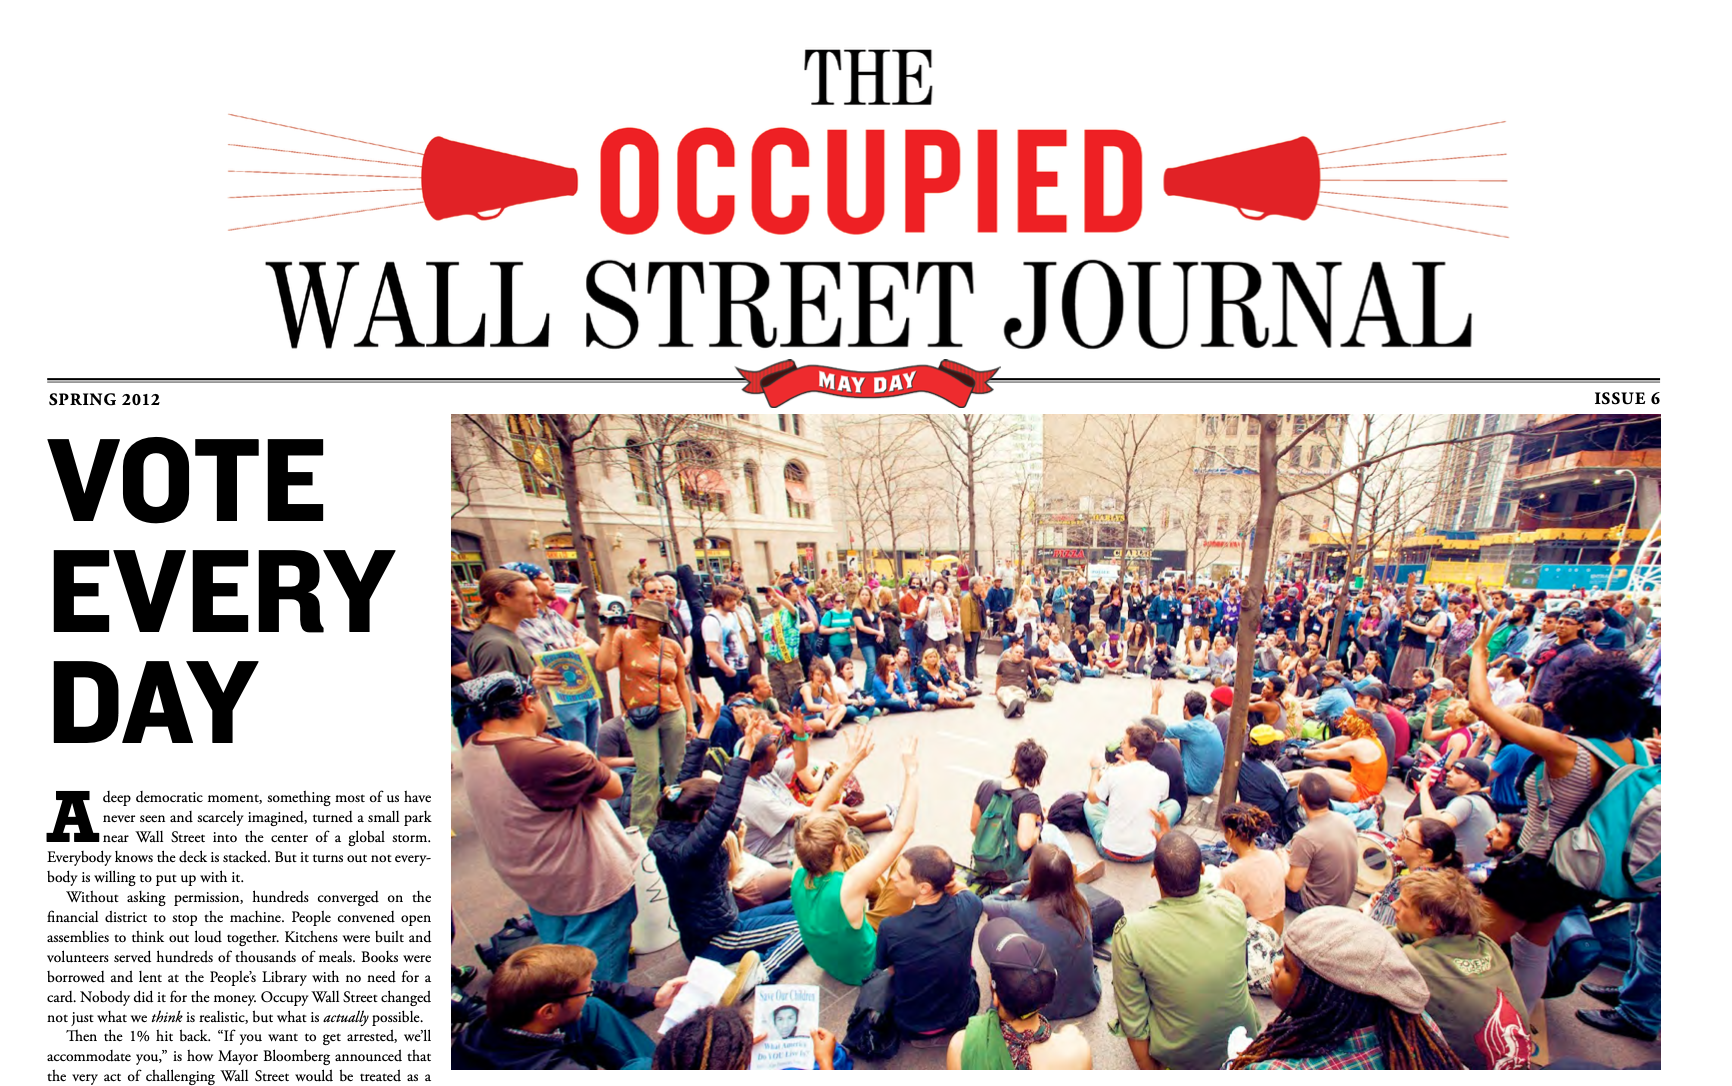 THE
OCCUPIED
WALL STREET JOURNAL
MAY DAY
SPRING 2012
ISSUE 6
VOTE
EVERY
DAY
A deep democratic moment, something most of us have
never seen and scarcely imagined, turned a small park
near Wall Street into the center of a global storm.
Everybody knows the deck is stacked. But it turns out not every-
body is willing to put up with it.
Without asking permission, hundreds converged on the
financial district to stop the machine. People convened open
assemblies to think out loud together. Kitchens were built and
volunteers served hundreds of thousands of meals. Books were
borrowed and lent at the People’s Library with no need for a
card. Nobody did it for the money. Occupy Wall Street changed
not just what we think is realistic, but what is actually possible.
Then the 1% hit back. “If you want to get arrested, we’ll
accommodate you,” is how Mayor Bloomberg announced that
the very act of challenging Wall Street would be treated as a
PIZZA
Save Our Children
What America
Do YOU Live In?